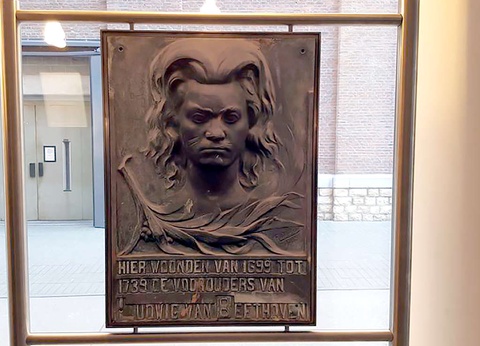 HIER WOONDEN VAN 1699 TOT
1739 DE VOOROUDERS VAN
LUDWIG VAN BEETHOVEN